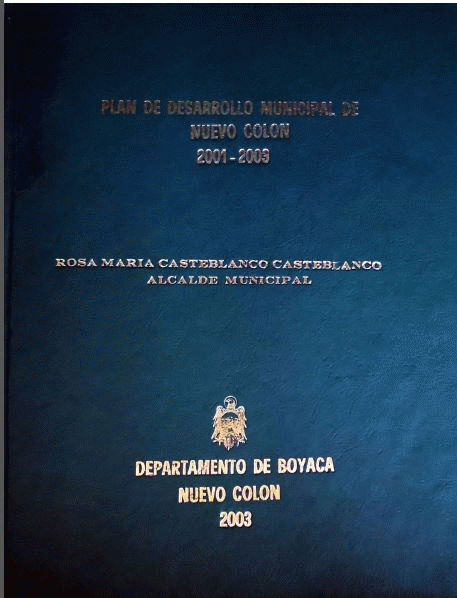 PLAN DE DESARROLLO MUNICIPAL DE
NUEVO COLON
2001-2003
ROSA MARIA CASTEBLANCO CASTEBLANCO
ALCALDE MUNICIPAL
DEPARTAMENTO DE BOYACA
NUEVO COLON
2003